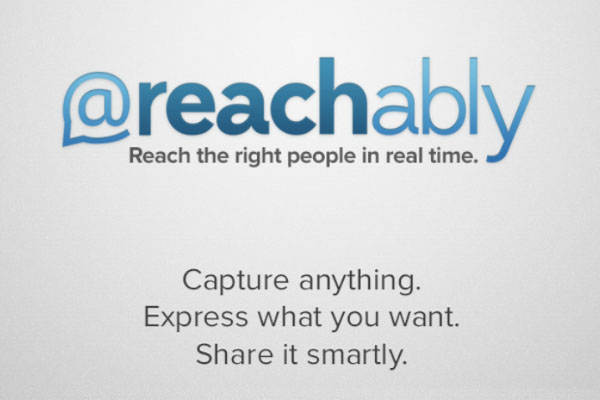 @reachably
Reach the right people in real time.
Capture anything.
Express what you want.
Share it smartly.